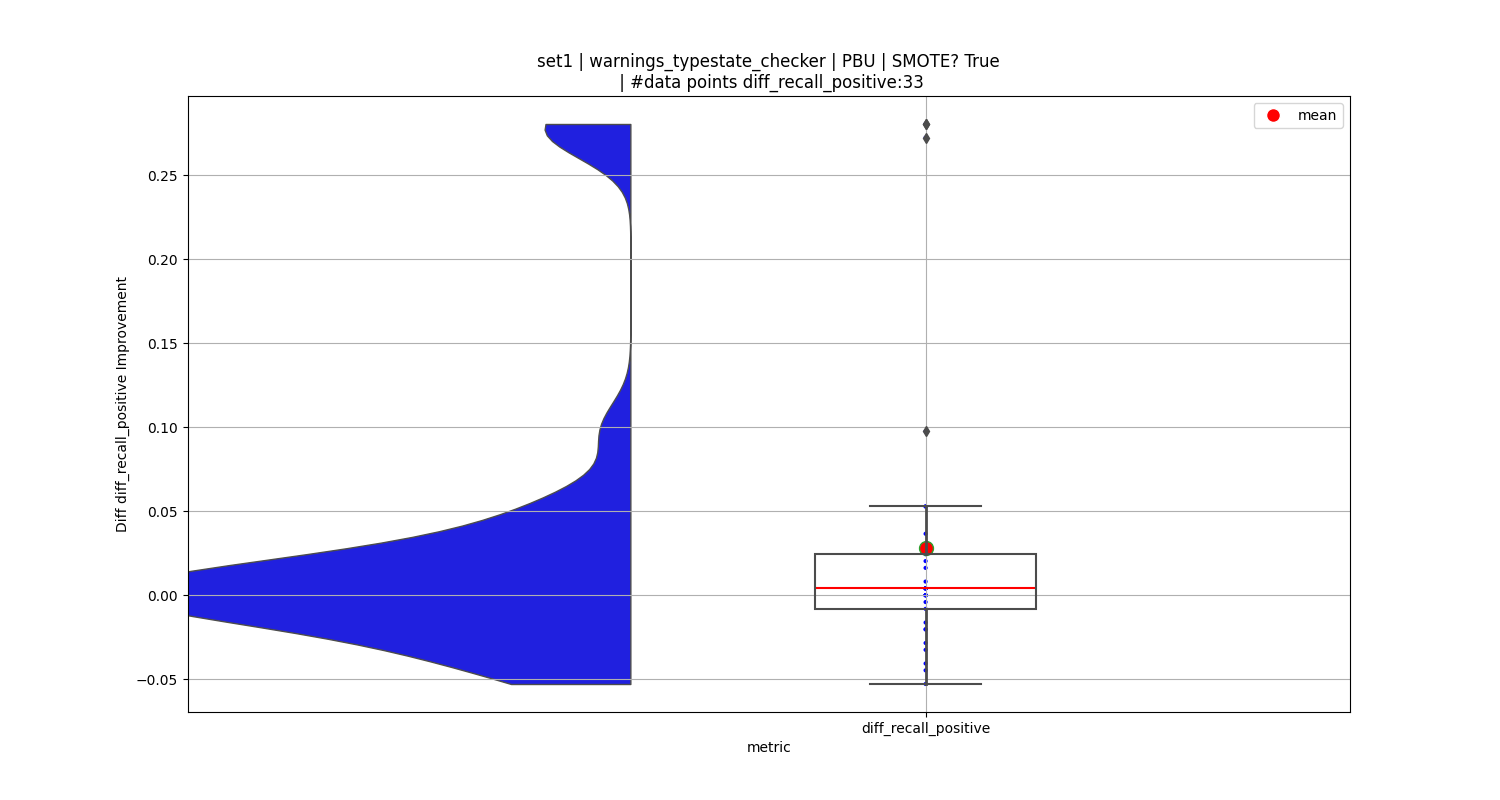 set1 | warnings_typestate_checker | PBU | SMOTE? True
| #data points diff_recall_positive:33
mean
0.25
0.20
0.15
0.10
0.05
0.00
−0.05
Diff diff_recall_positive Improvement
diff_recall_positive
metric